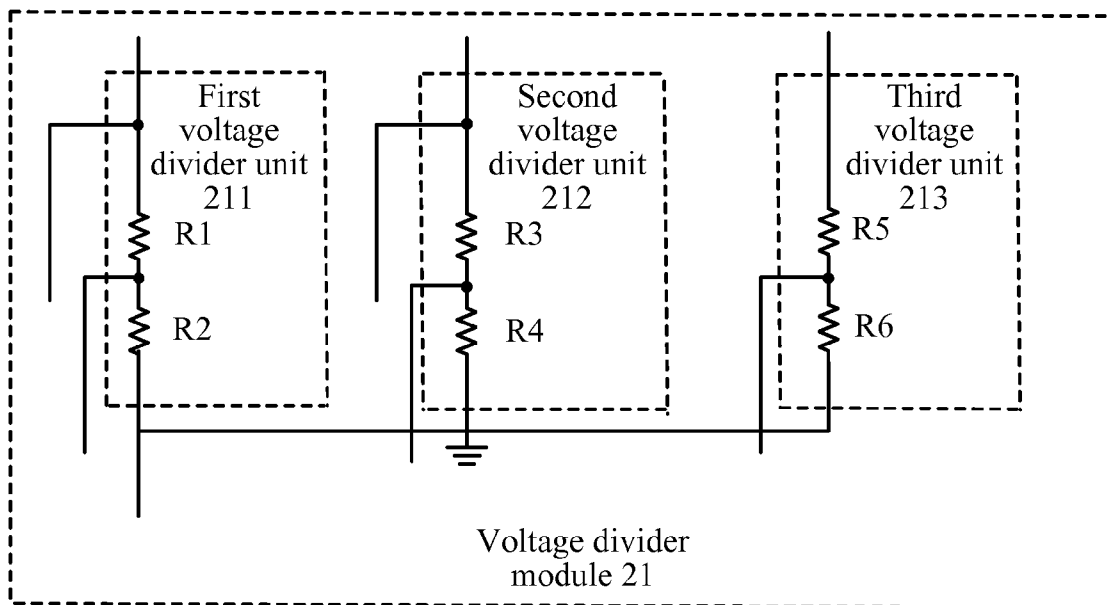 First
voltage
divider unit
211
Second
voltage
divider unit
212
Third
voltage
divider unit
213
R1
R3
R5
R2
R4
R6
Voltage divider
module 21